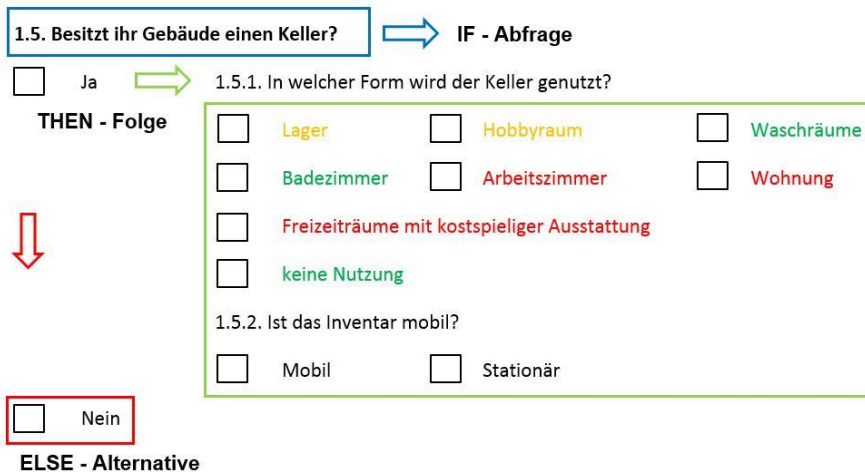 1.5. Besitzt ihr Gebäude einen Keller? IF - Abfrage
Ja 1.5.1. In welcher Form wird der Keller genutzt?
THEN - Folge
Lager Hobbyraum Waschräume
Badezimmer Arbeitszimmer Wohnung
Freizeiträume mit kostspieliger Ausstattung
keine Nutzung
1.5.2. Ist das Inventar mobil?
Mobil Stationär
Nein
ELSE - Alternative